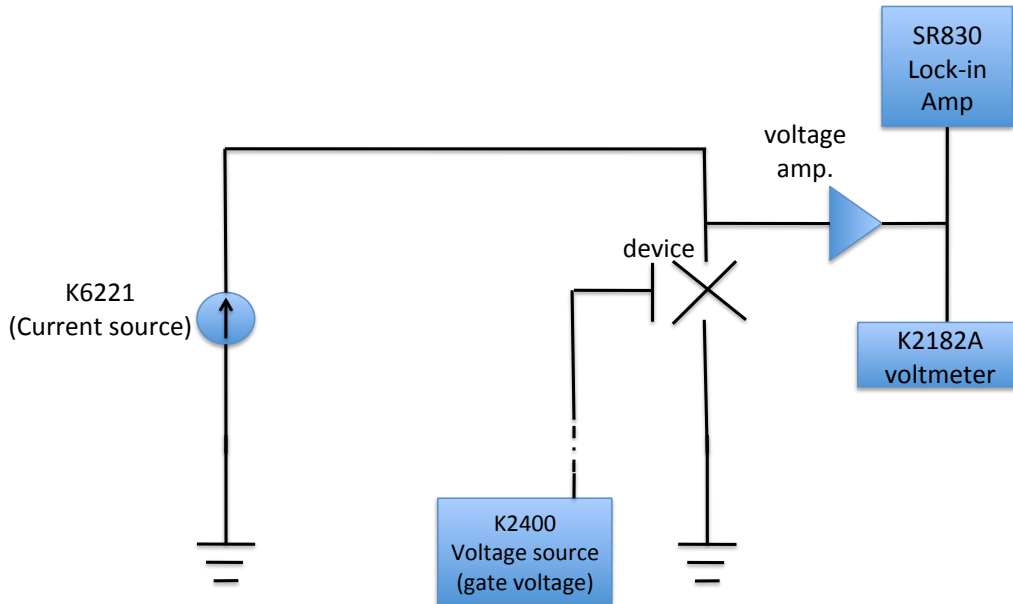 SR830
Lock-in
Amp
voltage
amp.
device
K6221
(Current source)
K2182A
voltmeter
K2400
Voltage source
(gate voltage)